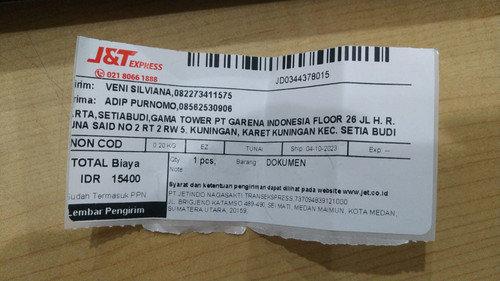 J&T EXPRESS
021 8066 1888
JD0344378015
irim: VENI SILVIANA,082273411575
rima: ADIP PURNOMO,08562530906
ARTA,SETIABUDI,GAMA TOWER PT GARENA INDONESIA FLOOR 26 JL H. R.
UNA SAID NO 2 RT 2 RW 5, KUNINGAN, KARET KUNINGAN KEC. SETIA BUDI
NON COD 0.20 KG EZ TUNAI Ship: 04-10-2023 Exp: --
TOTAL Biaya Qty 1 pcs, Barang DOKUMEN
Note
IDR 15400
Syarat dan ketentuan pengiriman dapat dilihat pada website www.jet.co.id
udah Termasuk PPN PT.JETINDO NAGASAKTI TRANSEKSPRESS 737094839121000
JL. BRIGJEND KATAMSO 489-490, SEI MATI, MEDAN MAIMUN, KOTA MEDAN,
Lembar Pengirim SUMATERA UTARA, 20159